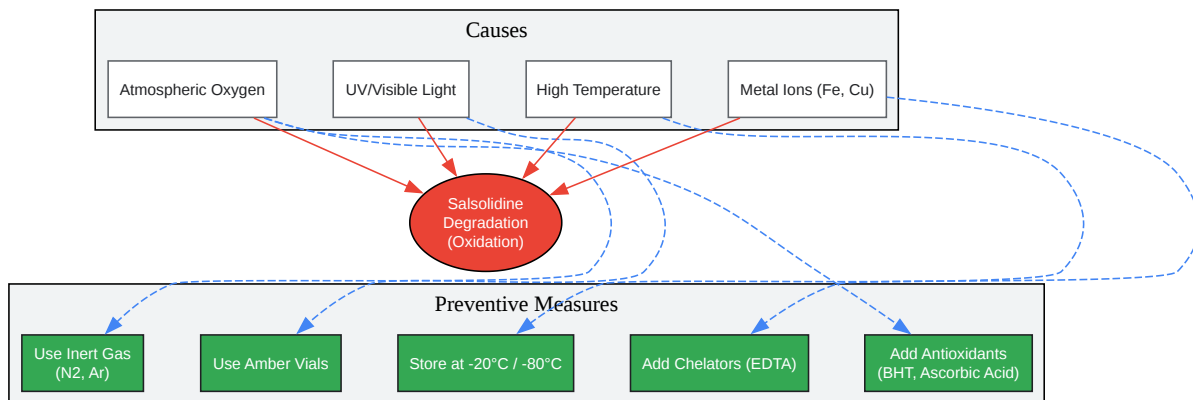 Causes
Atmospheric Oxygen
UV/Visible Light
High Temperature
Metal Ions (Fe, Cu)
Salsolidine
Degradation
(Oxidation)
Preventive Measures
Use Inert Gas
(N2, Ar)
Use Amber Vials
Store at -20°C / -80°C
Add Chelators (EDTA)
Add Antioxidants
(BHT, Ascorbic Acid)